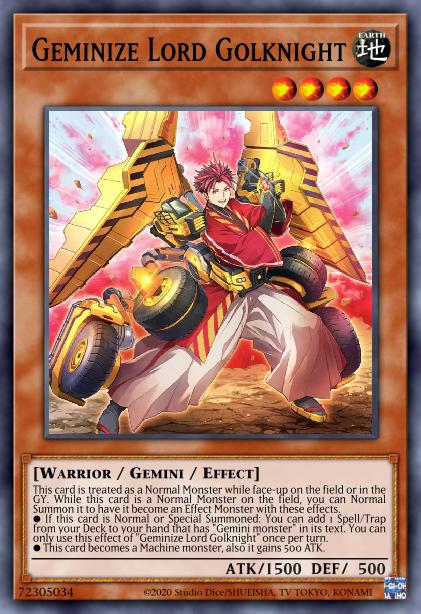 GEMINIZE LORD GOLKNIGHT
EARTH
地
[WARRIOR / GEMINI / EFFECT]
This card is treated as a Normal Monster while face-up on the field or in the
GY. While this card is a Normal Monster on the field, you can Normal
Summon it to have it become an Effect Monster with these effects.
● If this card is Normal or Special Summoned: You can add 1 Spell/Trap
from your Deck to your hand that has "Gemini monster" in its text. You can
only use this effect of "Geminize Lord Golknight" once per turn.
● This card becomes a Machine monster, also it gains 500 ATK.
ATK/1500 DEF/ 500
72305034 ©2020 Studio Dice/SHUEISHA, TV TOKYO, KONAMI